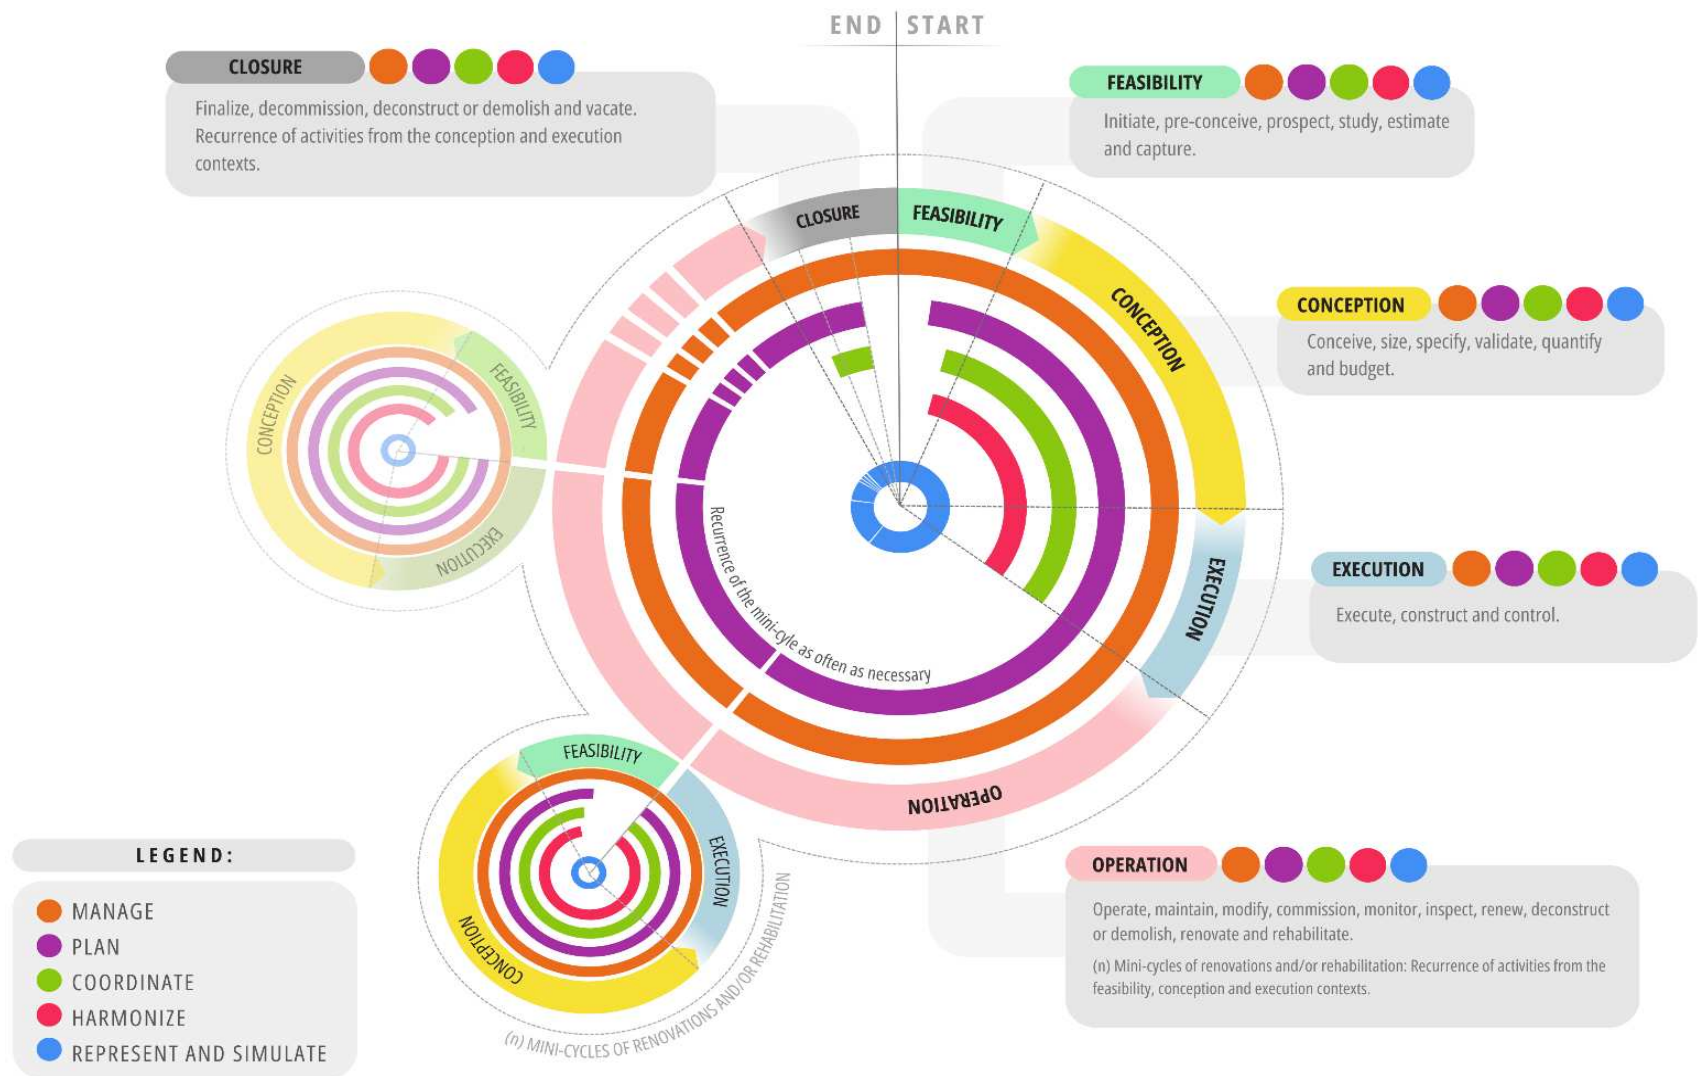 END START
CLOSURE
Finalize, decommission, deconstruct or demolish and vacate.
Recurrence of activities from the conception and execution
contexts.
FEASIBILITY
Initiate, pre-conceive, prospect, study, estimate
and capture.
CLOSURE
FEASIBILITY
CONCEPTION
CONCEPTION
Conceive, size, specify, validate, quantify
and budget.
CONCEPTION
FEASIBILITY
EXECUTION
Recurrence of the mini-cyle as often as necessary
EXECUTION
EXECUTION
Execute, construct and control.
OPERATION
FEASIBILITY
EXECUTION
CONCEPTION
(n) MINI-CYCLES OF RENOVATIONS AND/OR REHABILITATION
OPERATION
Operate, maintain, modify, commission, monitor, inspect, renew, deconstruct
or demolish, renovate and rehabilitate.
(n) Mini-cycles of renovations and/or rehabilitation: Recurrence of activities from the
feasibility, conception and execution contexts.
LEGEND:
MANAGE
PLAN
COORDINATE
HARMONIZE
REPRESENT AND SIMULATE